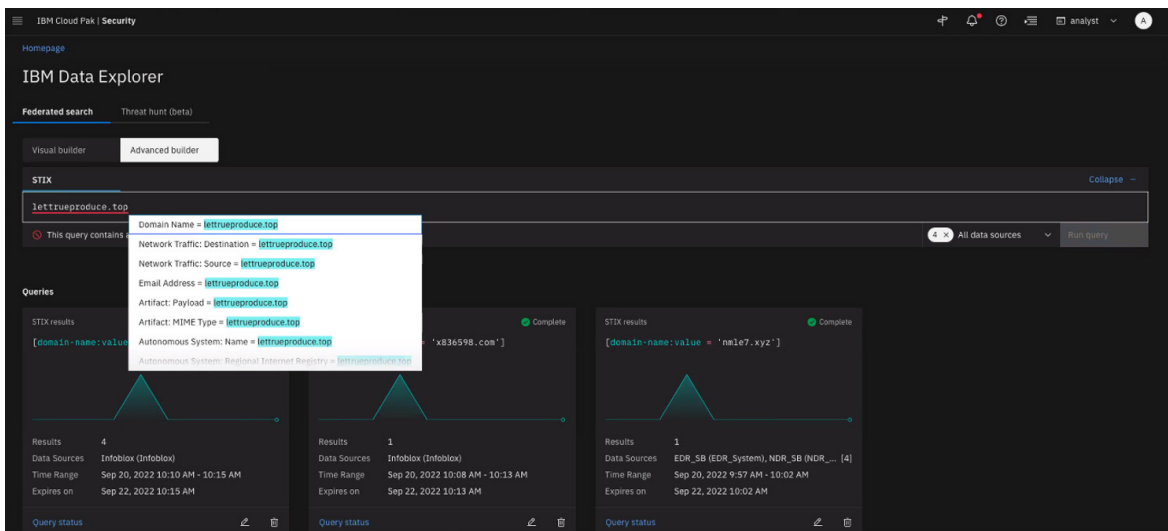 IBM Cloud Pak | Security
analyst
A
Homepage
IBM Data Explorer
Federated search
Threat hunt (beta)
Visual builder
Advanced builder
STIX
Collapse
lettrueproduce.top
Domain Name = lettrueproduce.top
Network Traffic: Destination = lettrueproduce.top
Network Traffic: Source = lettrueproduce.top
Email Address = lettrueproduce.top
Artifact: Payload = lettrueproduce.top
Artifact: MIME Type = lettrueproduce.top
Autonomous System: Name = lettrueproduce.top
Autonomous System: Regional Internet Registry = lettrueproduce.top
This query contains
4 × All data sources
Run query
Queries
STIX results
[domain-name:value
Results 4
Data Sources Infoblox (Infoblox)
Time Range Sep 20, 2022 10:10 AM - 10:15 AM
Expires on Sep 22, 2022 10:15 AM
Query status
Complete
= 'x836598.com']
Results 1
Data Sources Infoblox (Infoblox)
Time Range Sep 20, 2022 10:08 AM - 10:13 AM
Expires on Sep 22, 2022 10:13 AM
Query status
STIX results
Complete
[domain-name:value = 'nmle7.xyz']
Results 1
Data Sources EDR_SB (EDR_System), NDR_SB (NDR_... [4]
Time Range Sep 20, 2022 9:57 AM - 10:02 AM
Expires on Sep 22, 2022 10:02 AM
Query status